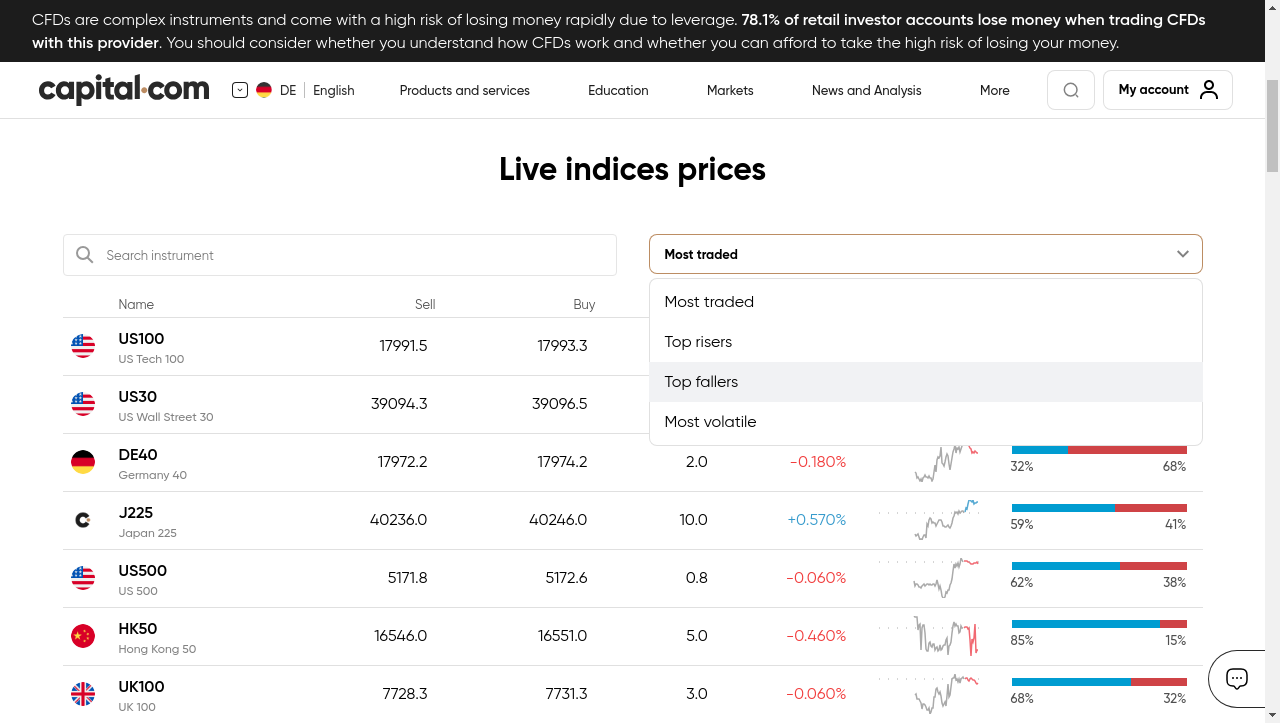 CFDs are complex instruments and come with a high risk of losing money rapidly due to leverage. 78.1% of retail investor accounts lose money when trading CFDs
with this provider. You should consider whether you understand how CFDs work and whether you can afford to take the high risk of losing your money.
capital.com DE English Products and services Education Markets News and Analysis More My account
Live indices prices
Search instrument Most traded
Most traded
Top risers
Top fallers
Most volatile
Name Sell Buy
US100 17991.5 17993.3
US Tech 100
US30 39094.3 39096.5
US Wall Street 30
DE40 17972.2 17974.2 2.0 -0.180% 32% 68%
Germany 40
J225 40236.0 40246.0 10.0 +0.570% 59% 41%
Japan 225
US500 5171.8 5172.6 0.8 -0.060% 62% 38%
US 500
HK50 16546.0 16551.0 5.0 -0.460% 85% 15%
Hong Kong 50
UK100 7728.3 7731.3 3.0 -0.060% 68% 32%
UK 100